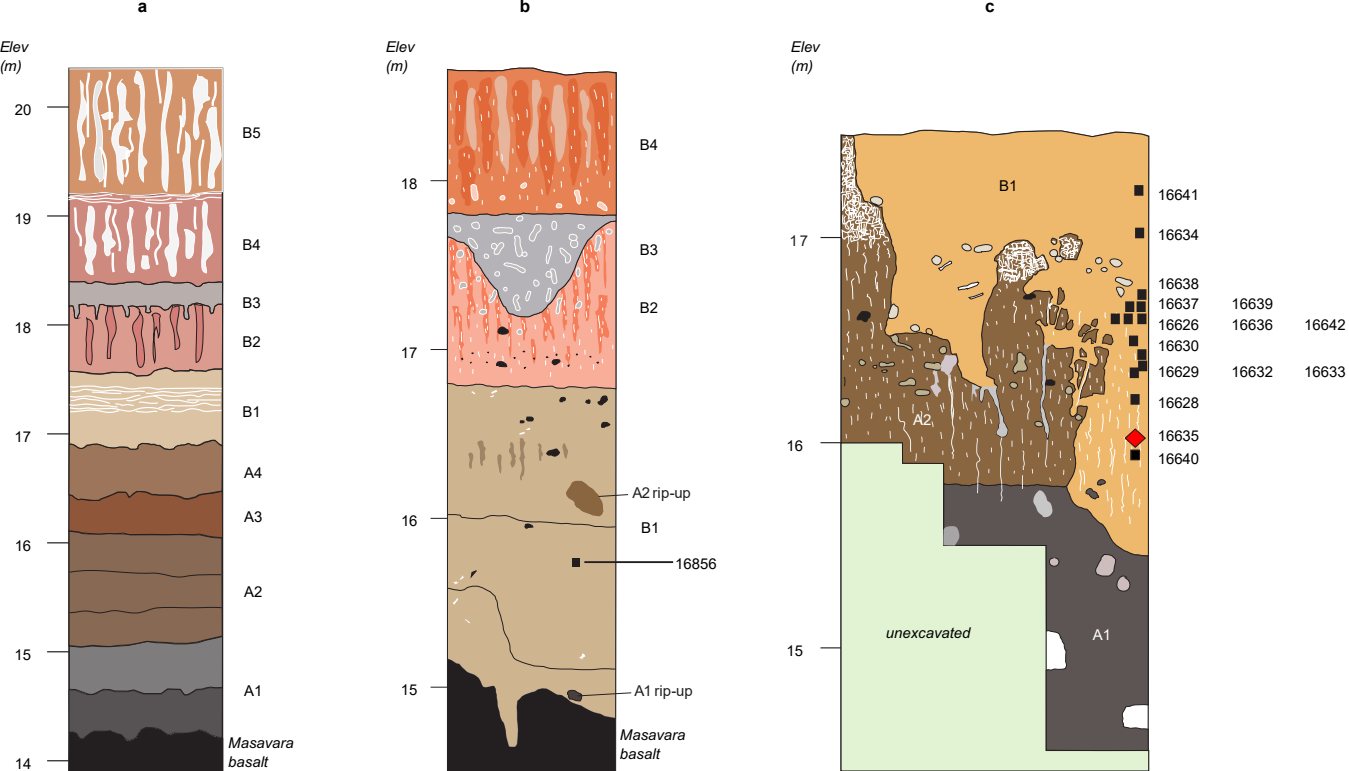 a
Elev
(m)
20
19
18
17
16
15
14
B5
B4
B3
B2
B1
A4
A3
A2
A1
Masavara
basalt
b
Elev
(m)
18
17
16
15
B4
B3
B2
A2 rip-up
B1
16856
A1 rip-up
Masavara
basalt
c
Elev
(m)
17
16
15
B1
A2
A1
unexcavated
16641
16634
16638
16637 16639
16626 16636 16642
16630
16629 16632 16633
16628
16635
16640